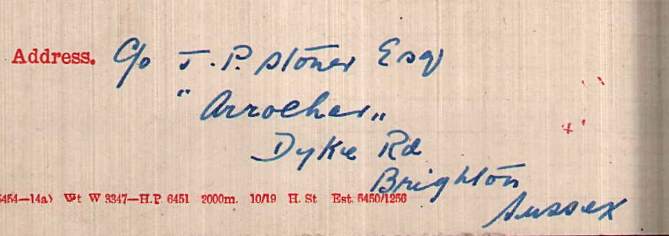 Address. C/o J. P. Stoner Esq
"Arrochar"
Dyke Rd
Brighton
Sussex
5454—14a) Wt W 3347—H.P. 6451 2000m. 10/19 H. St Est. 5450/1256